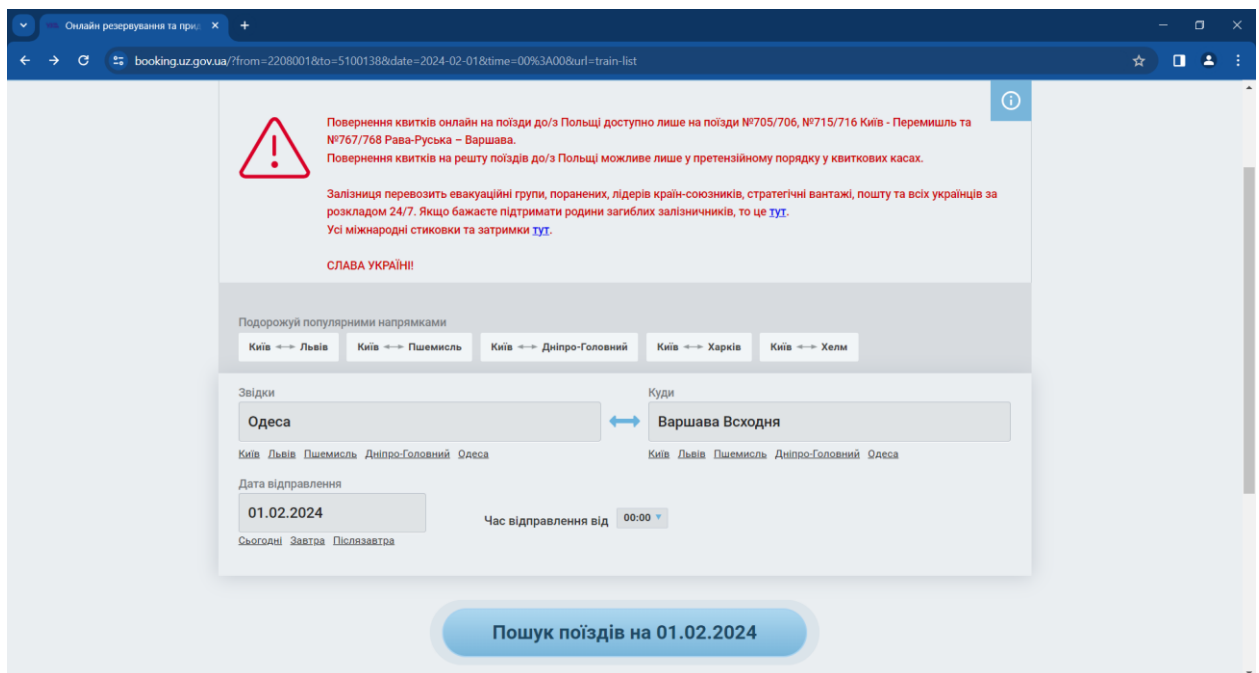 Онлайн резервування та прид
booking.uz.gov.ua/?from=2208001&to=5100138&date=2024-02-01&time=00%3A00&url=train-list
Повернення квитків онлайн на поїзди до/з Польщі доступно лише на поїзди №705/706, №715/716 Київ - Перемишль та
№767/768 Рава-Руська – Варшава.
Повернення квитків на решту поїздів до/з Польщі можливе лише у претензійному порядку у квиткових касах.
Залізниця перевозить евакуаційні групи, поранених, лідерів країн-союзників, стратегічні вантажі, пошту та всіх українців за
розкладом 24/7. Якщо бажаєте підтримати родини загиблих залізничників, то це тут.
Усі міжнародні стиковки та затримки тут.
СЛАВА УКРАЇНІ!
Подорожуй популярними напрямками
Київ ⟷ Львів Київ ⟷ Пшемисль Київ ⟷ Дніпро-Головний Київ ⟷ Харків Київ ⟷ Хелм
Звідки Куди
Одеса Варшава Всходня
Київ Львів Пшемисль Дніпро-Головний Одеса Київ Львів Пшемисль Дніпро-Головний Одеса
Дата відправлення
01.02.2024 Час відправлення від 00:00
Сьогодні Завтра Післязавтра
Пошук поїздів на 01.02.2024